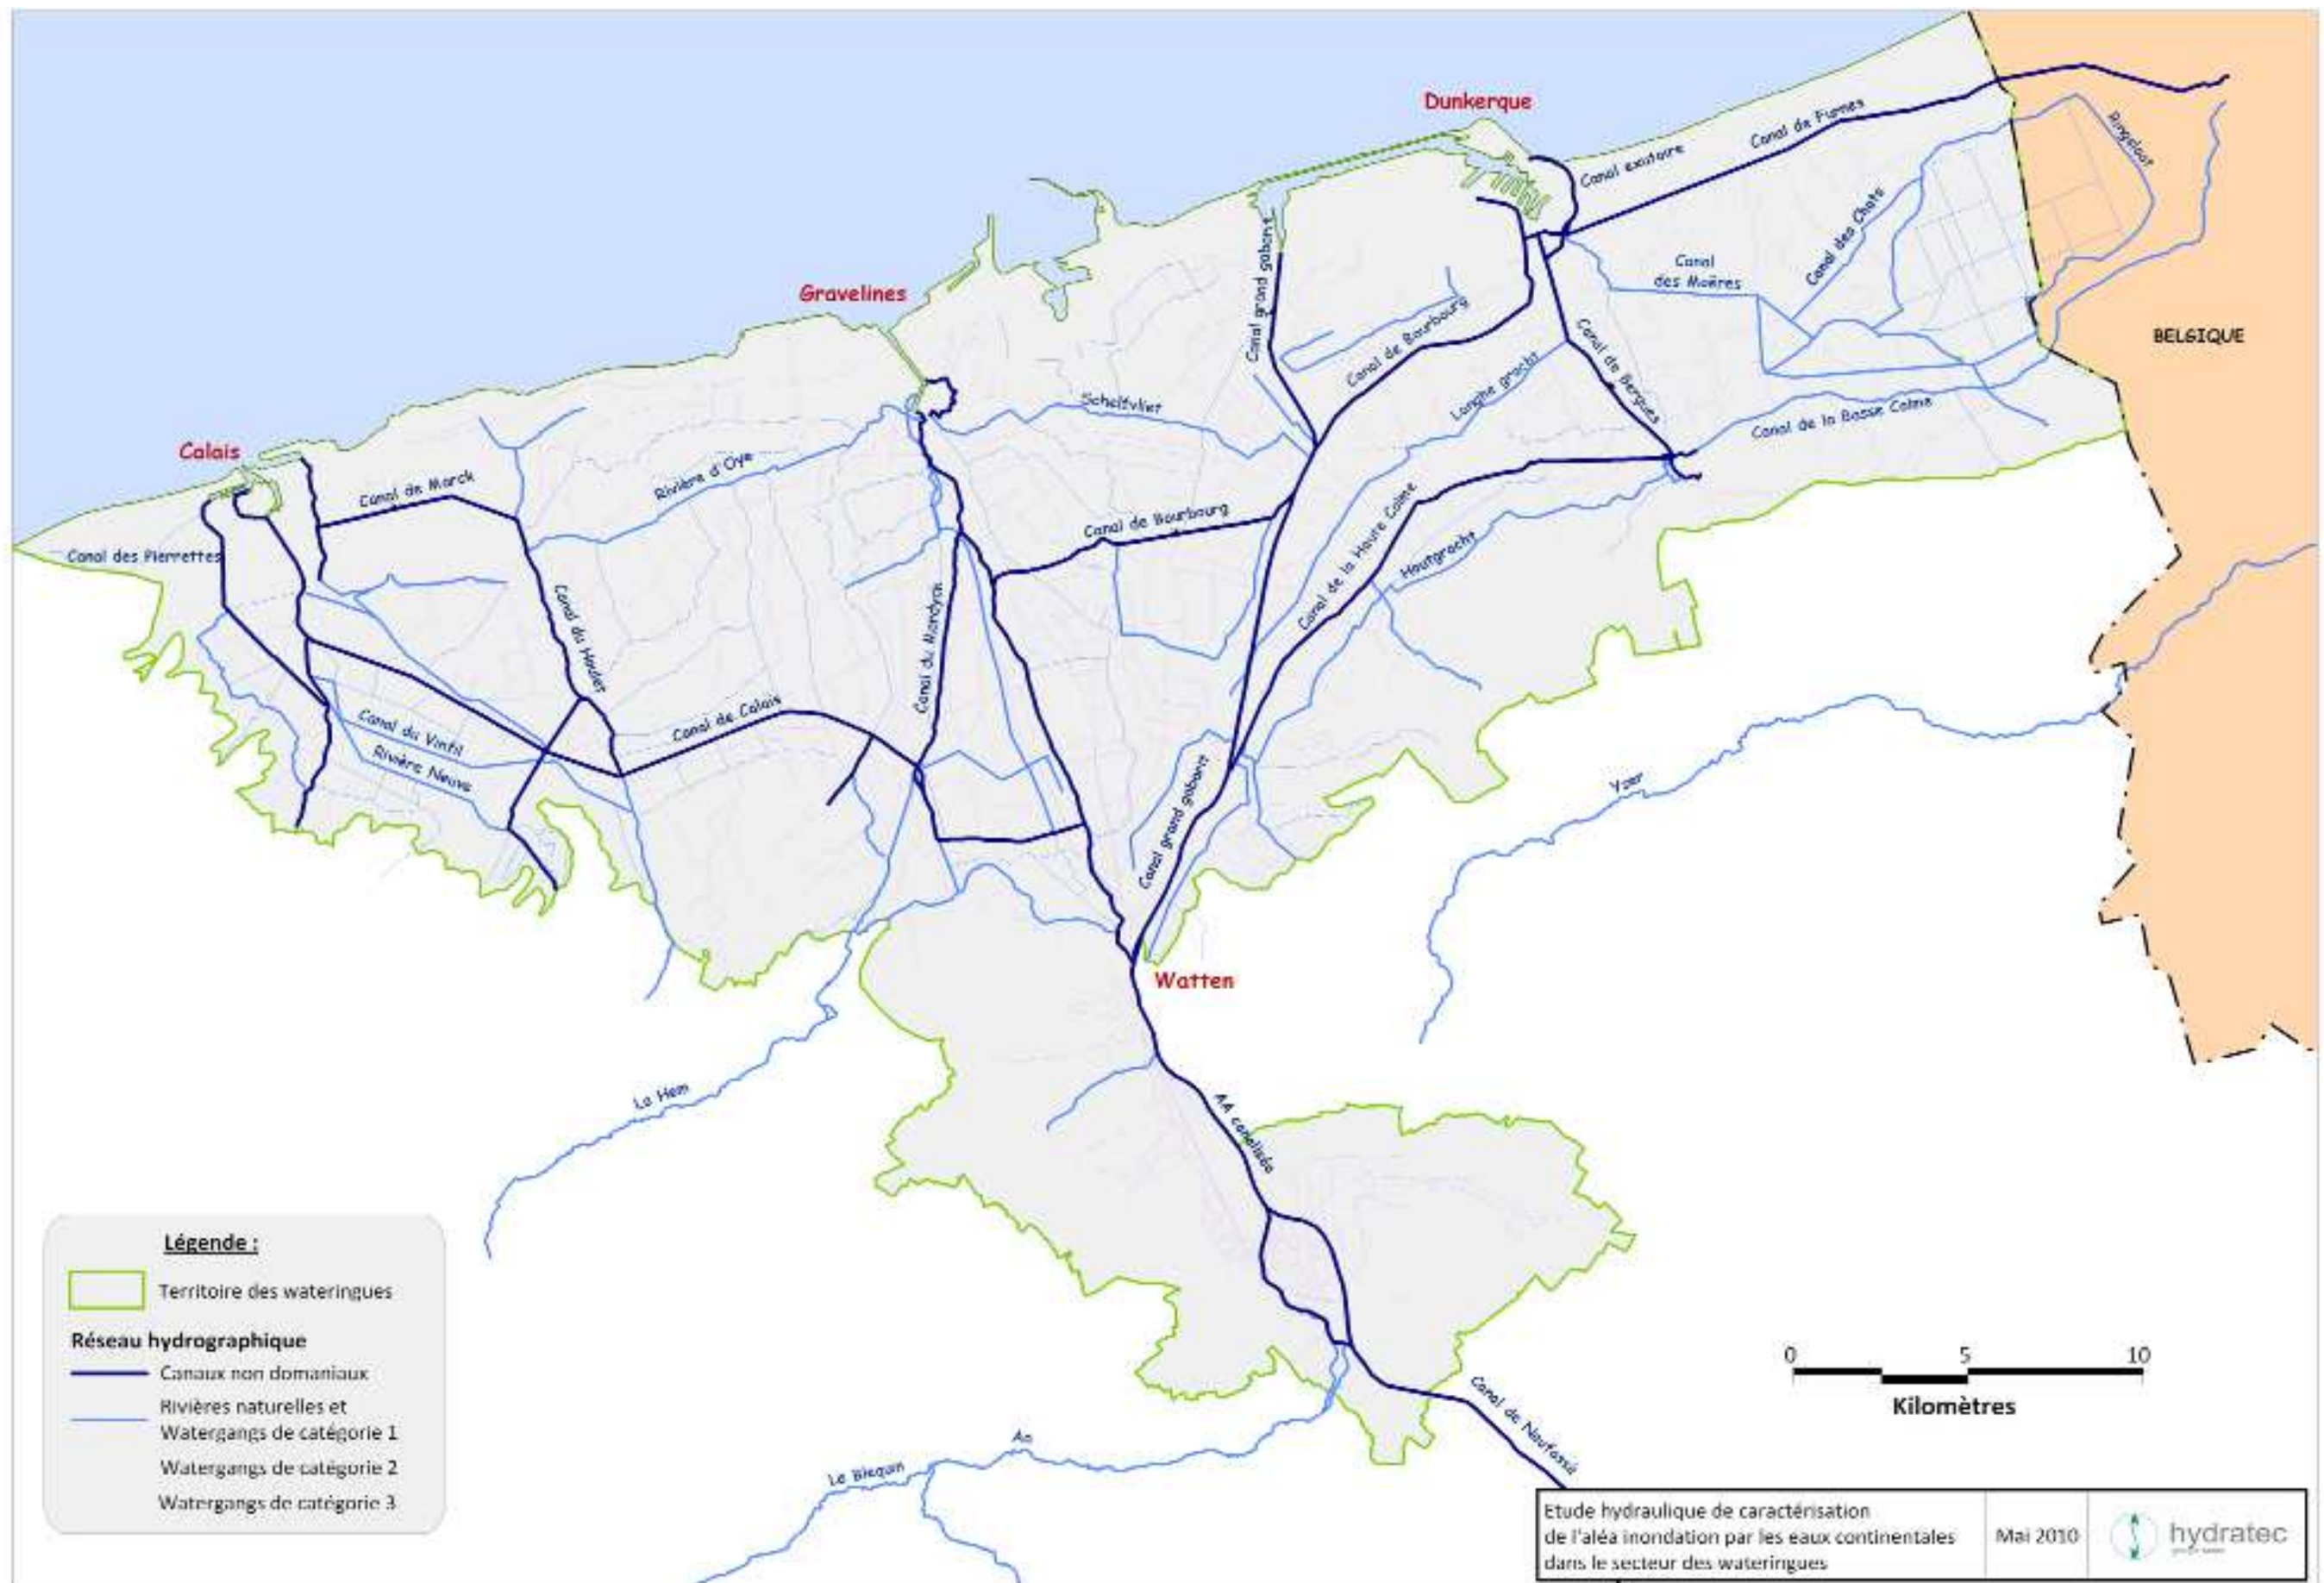 Dunkerque
Canal de Furnes
Canal exutoire
Ringsloot
Canal des Chats
Canal
des Moëres
Canal grand gabarit
Gravelines
BELGIQUE
Canal de Bourbourg
Langhe gracht
Canal de Bergues
Schelfvliet
Canal de la Basse Colme
Calais
Canal de Marck
Rivière d'Oye
Canal de Bourbourg
Canal de la Haute Colme
Houtgracht
Canal des Pierrettes
Canal du Houlet
Canal du Mardyck
Canal de Calais
Canal du Vinfil
Rivière Neuve
Canal grand gabarit
Yser
Watten
Le Hem
AA canalisée
Légende :
Territoire des wateringues
Réseau hydrographique
Canaux non domaniaux
Rivières naturelles et
Watergangs de catégorie 1
Watergangs de catégorie 2
Watergangs de catégorie 3
0 5 10
Kilomètres
Canal de Neufossé
Aa
Le Blequin
Etude hydraulique de caractérisation
de l'aléa inondation par les eaux continentales
dans le secteur des wateringues
Mai 2010
hydratec